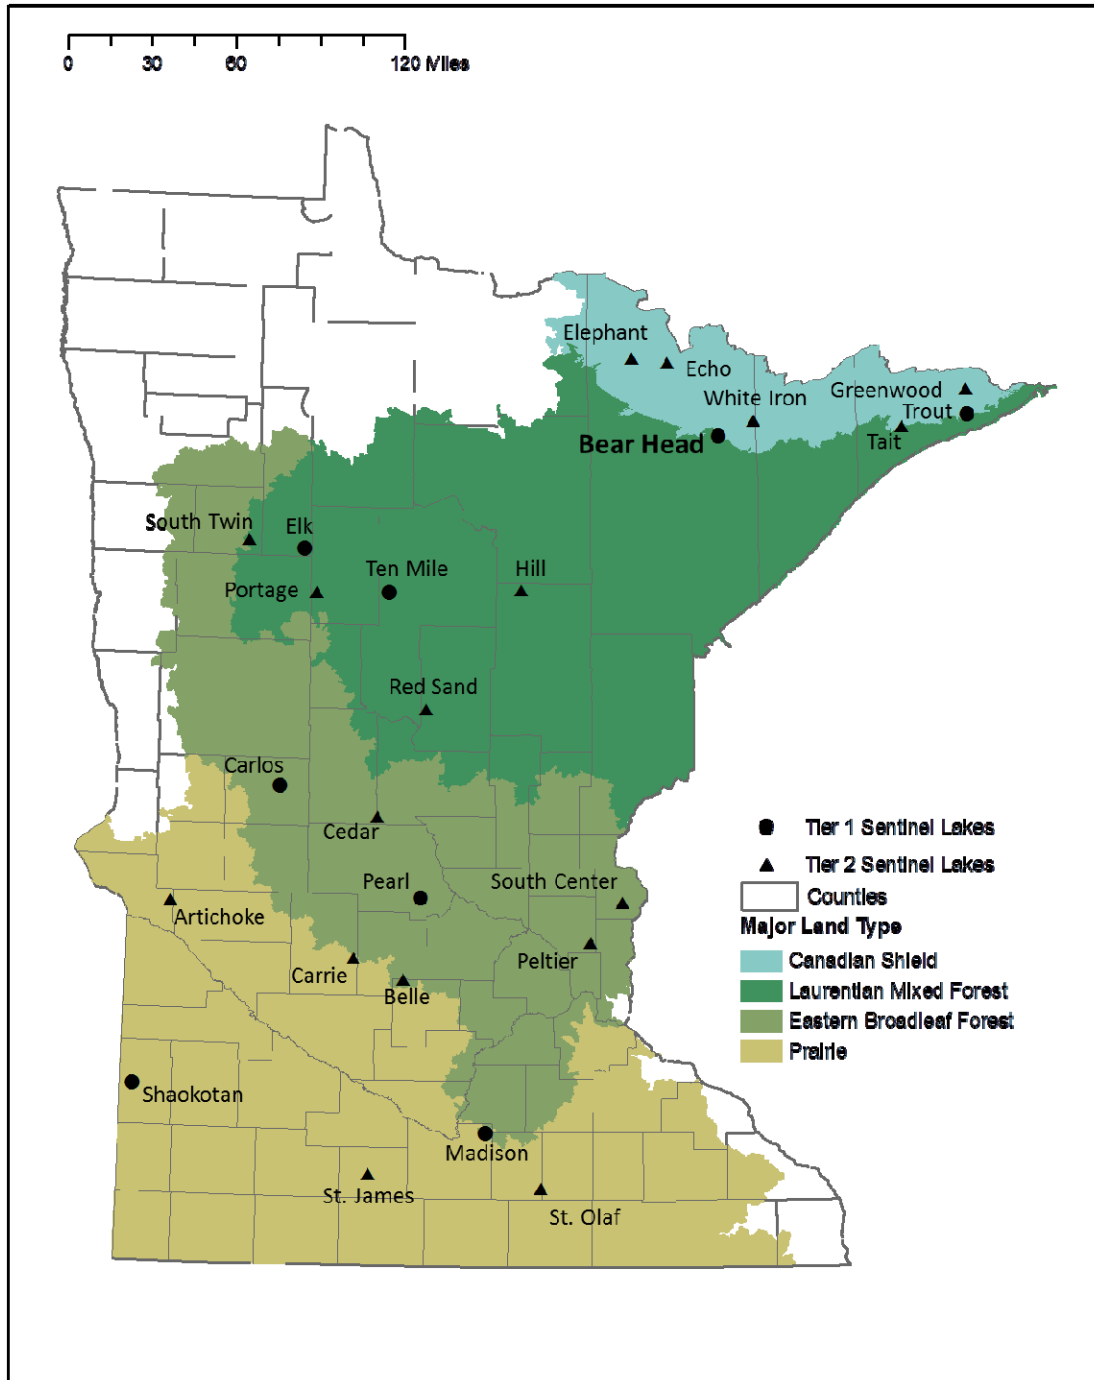 0 30 60 120 Miles
Elephant
Echo
White Iron
Greenwood
Trout
Tait
Bear Head
South Twin
Elk
Ten Mile
Hill
Portage
Red Sand
Carlos
Cedar
Pearl
South Center
Artichoke
Peltier
Carrie
Belle
Shaokotan
Madison
St. James
St. Olaf
Tier 1 Sentinel Lakes
Tier 2 Sentinel Lakes
Counties
Major Land Type
Canadian Shield
Laurentian Mixed Forest
Eastern Broadleaf Forest
Prairie